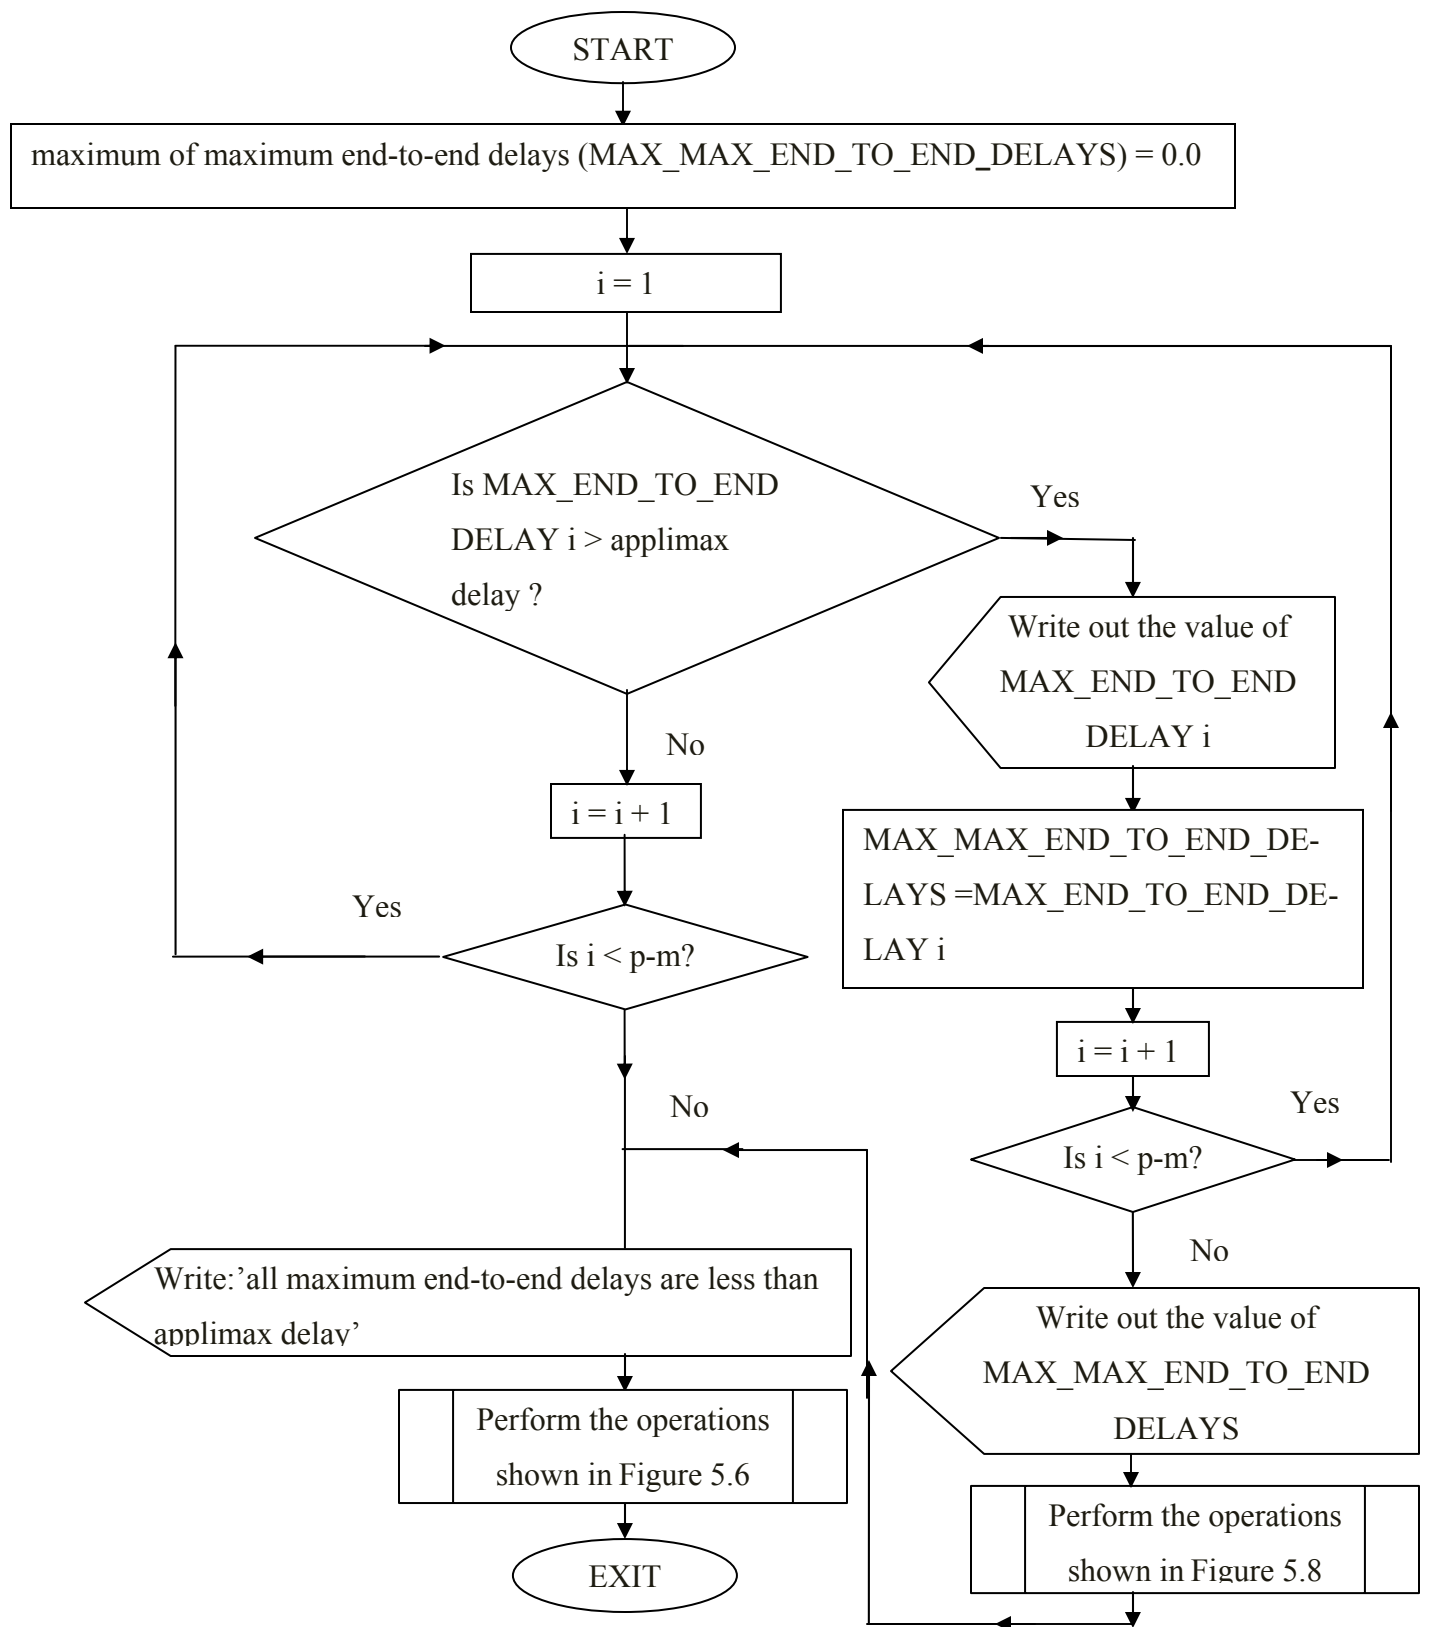 START
maximum of maximum end-to-end delays (MAX_MAX_END_TO_END_DELAYS) = 0.0
i = 1
Is MAX_END_TO_END
DELAY i > applimax
delay ?
Yes
Write out the value of
MAX_END_TO_END
DELAY i
No
i = i + 1
MAX_MAX_END_TO_END_DE-
LAYS =MAX_END_TO_END_DE-
LAY i
Yes
Is i < p-m?
i = i + 1
No
Yes
Is i < p-m?
No
Write:’all maximum end-to-end delays are less than
applimax delay’
Write out the value of
MAX_MAX_END_TO_END
DELAYS
Perform the operations
shown in Figure 5.6
Perform the operations
shown in Figure 5.8
EXIT